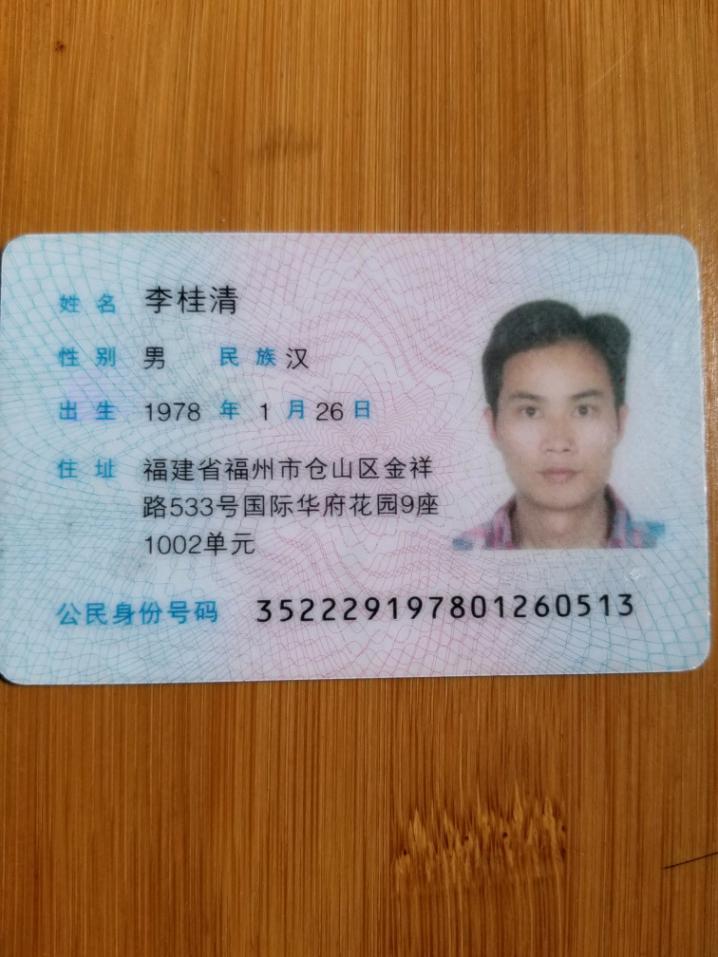 姓名 李桂清
性别 男 民族 汉
出生 1978 年 1 月 26 日
住址 福建省福州市仓山区金祥
路533号国际华府花园9座
1002单元
公民身份号码 352229197801260513